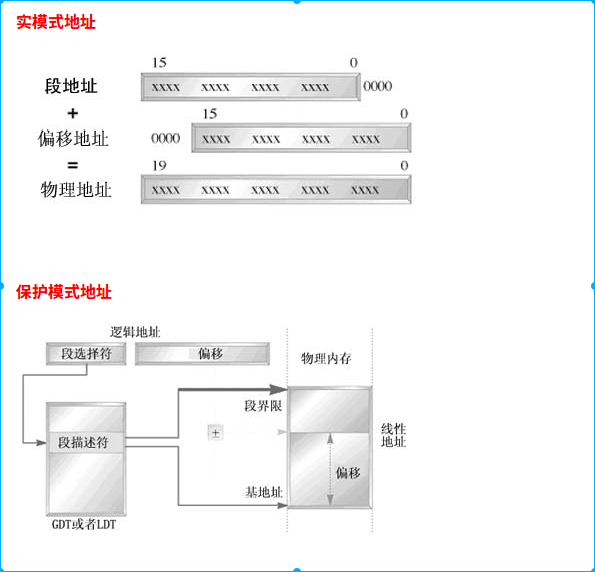 实模式地址
15 0
段地址 xxxx xxxx xxxx xxxx 0000
+
15 0
偏移地址 0000 xxxx xxxx xxxx xxxx
=
19 0
物理地址 xxxx xxxx xxxx xxxx xxxx
保护模式地址
逻辑地址
段选择符 偏移
物理内存
段界限
段描述符
±
线性
地址
偏移
基地址
GDT或者LDT